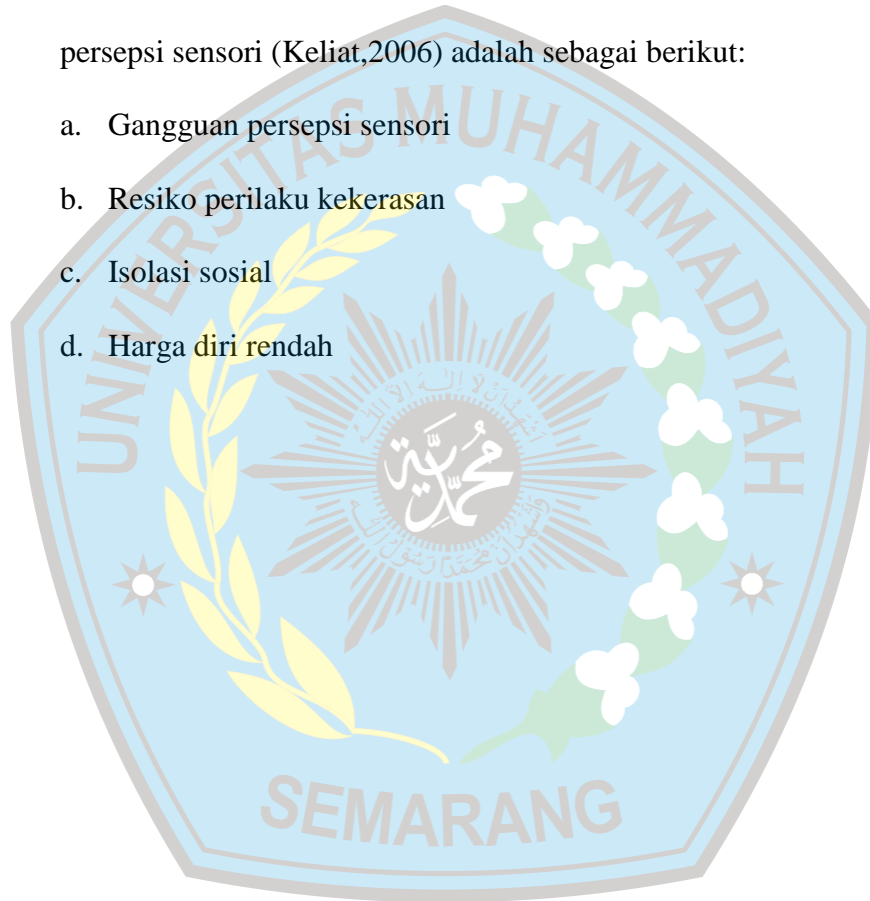 persepsi sensori (Keliat,2006) adalah sebagai berikut:
a. Gangguan persepsi sensori
b. Resiko perilaku kekerasan
c. Isolasi sosial
d. Harga diri rendah
UNIVERSITAS MUHAMMADIYAH
محمدية
SEMARANG